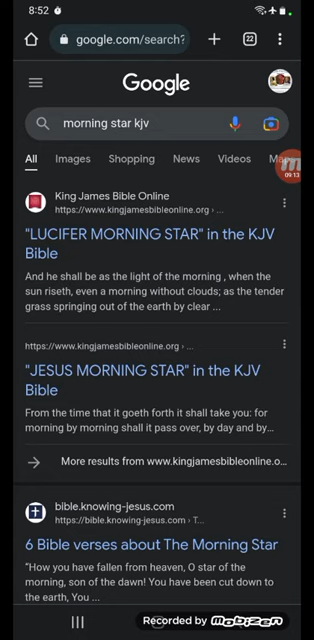 8:52
google.com/search?
22
Google
morning star kjv
All Images Shopping News Videos Ma
09:13
King James Bible Online
https://www.kingjamesbibleonline.org › ...
"LUCIFER MORNING STAR" in the KJV
Bible
And he shall be as the light of the morning , when the
sun riseth, even a morning without clouds; as the tender
grass springing out of the earth by clear ...
https://www.kingjamesbibleonline.org › ...
"JESUS MORNING STAR" in the KJV
Bible
From the time that it goeth forth it shall take you: for
morning by morning shall it pass over, by day and by...
More results from www.kingjamesbibleonline.o...
bible.knowing-jesus.com
https://bible.knowing-jesus.com › T...
6 Bible verses about The Morning Star
"How you have fallen from heaven, O star of the
morning, son of the dawn! You have been cut down to
the earth, You ...
Recorded by Mobizen